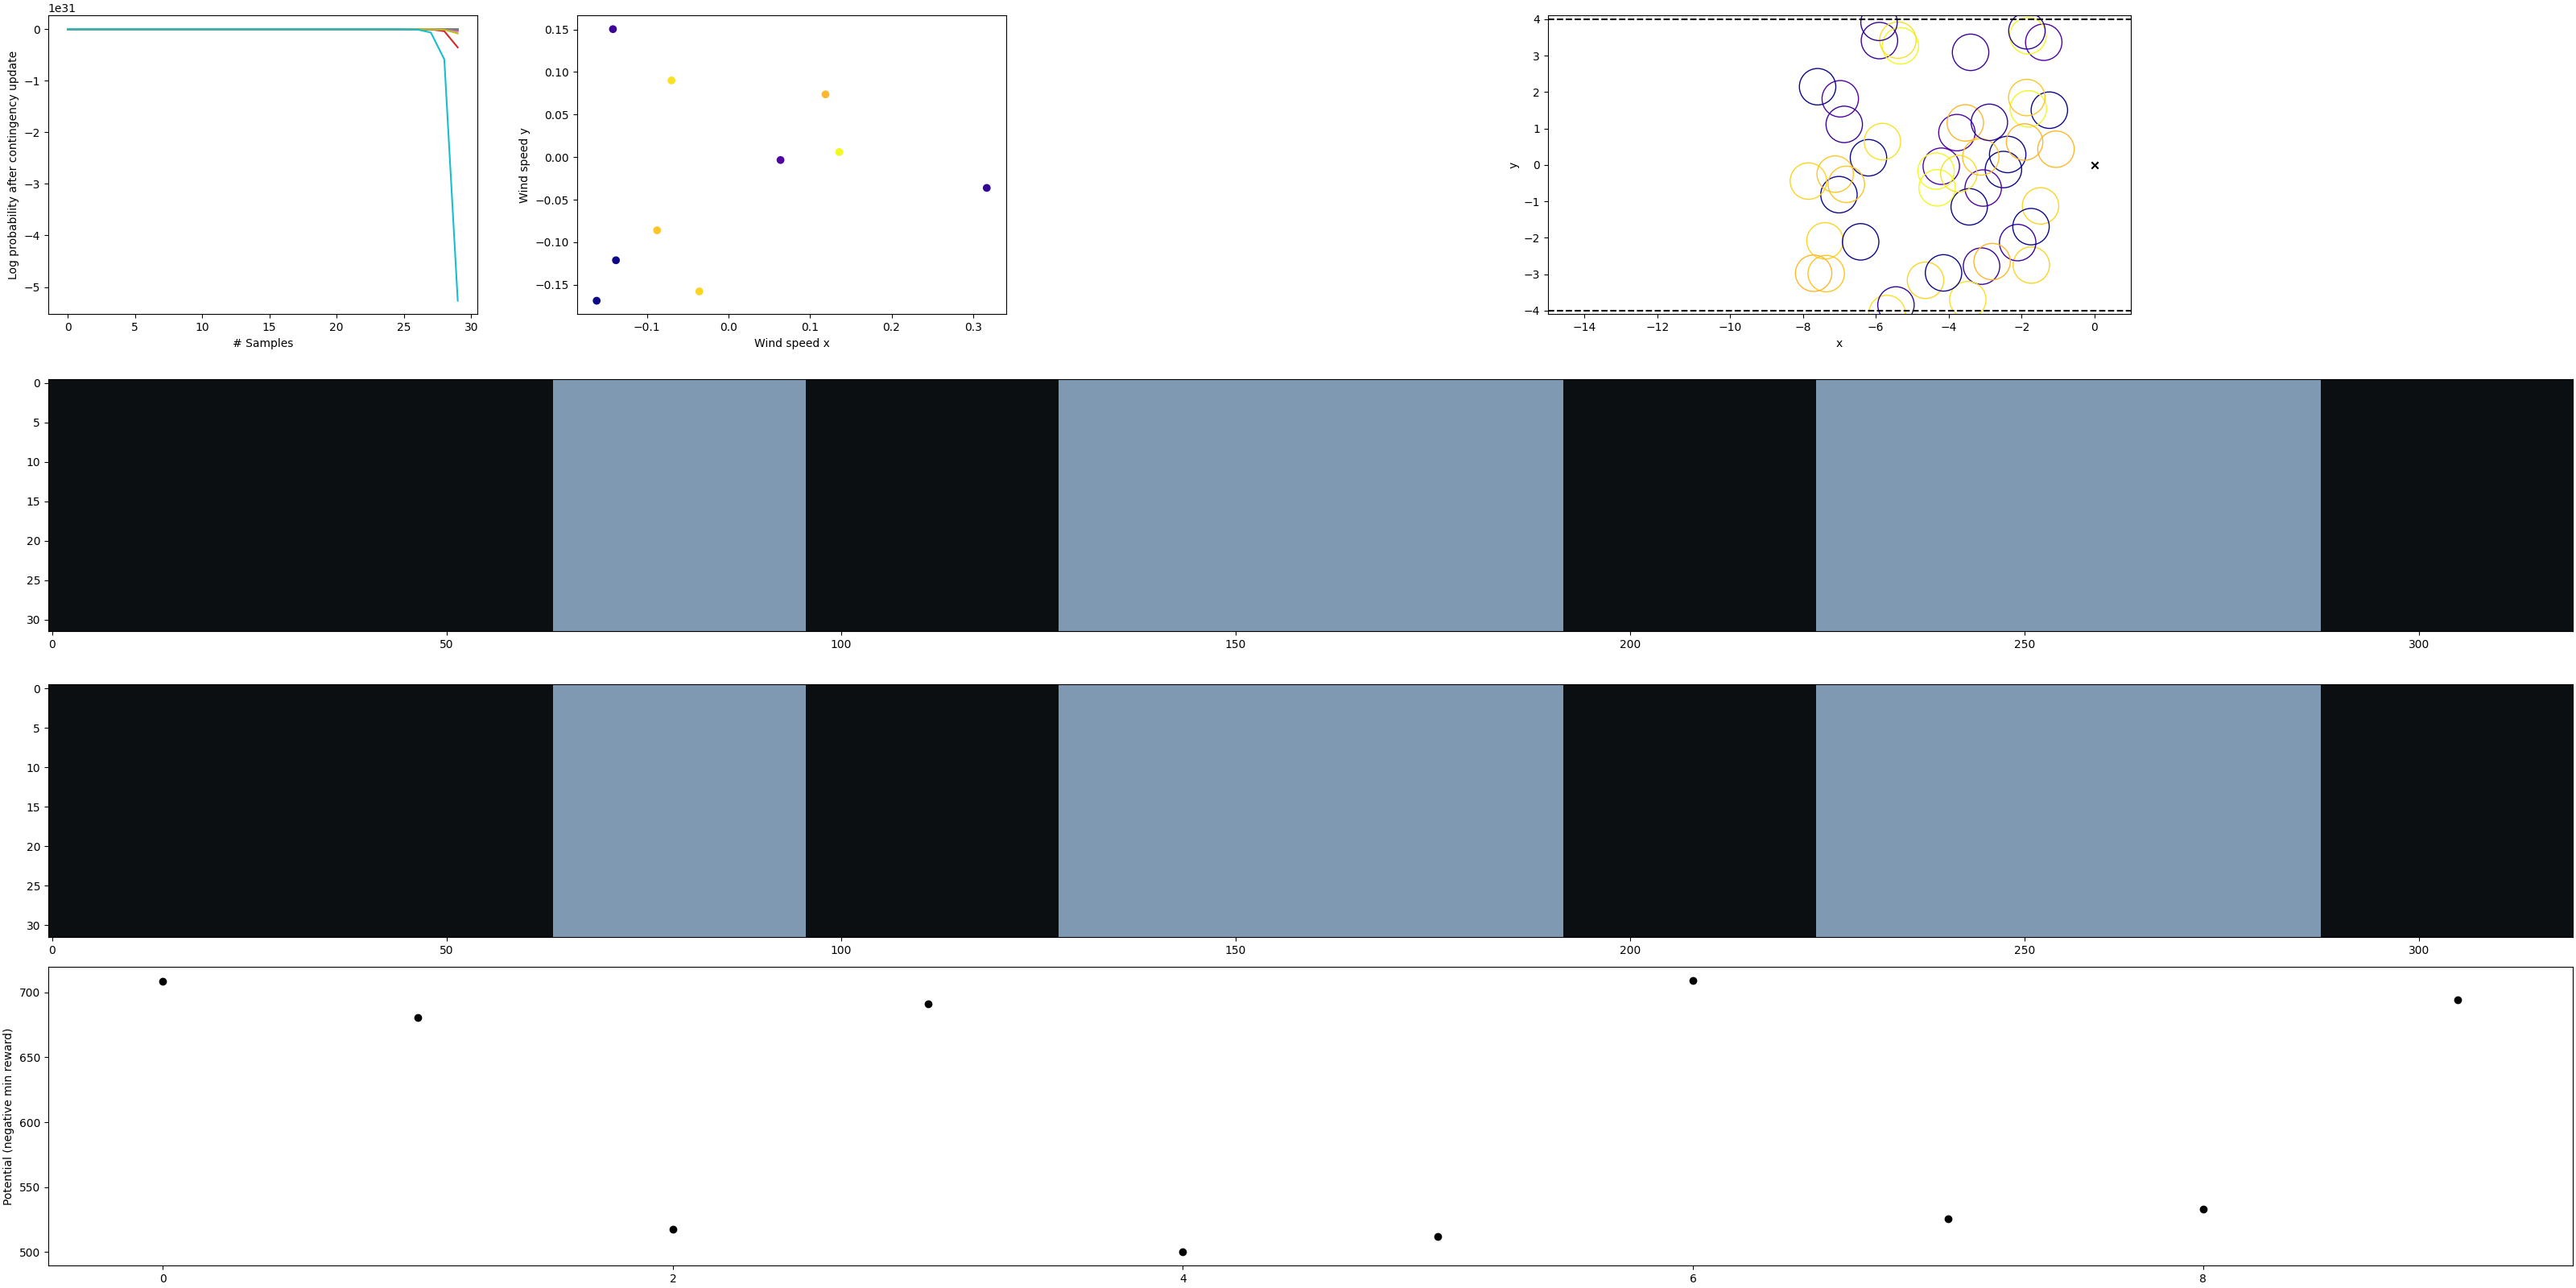 1e31
0
−1
−2
−3
−4
−5
0 5 10 15 20 25 30
# Samples
Log probability after contingency update
0.15
0.10
0.05
0.00
−0.05
−0.10
−0.15
−0.1 0.0 0.1 0.2 0.3
Wind speed x
Wind speed y
4
3
2
1
0
−1
−2
−3
−4
−14 −12 −10 −8 −6 −4 −2 0
x
y
0
5
10
15
20
25
30
0 50 100 150 200 250 300
0
5
10
15
20
25
30
0 50 100 150 200 250 300
700
650
600
550
500
0 2 4 6 8
Potential (negative min reward)